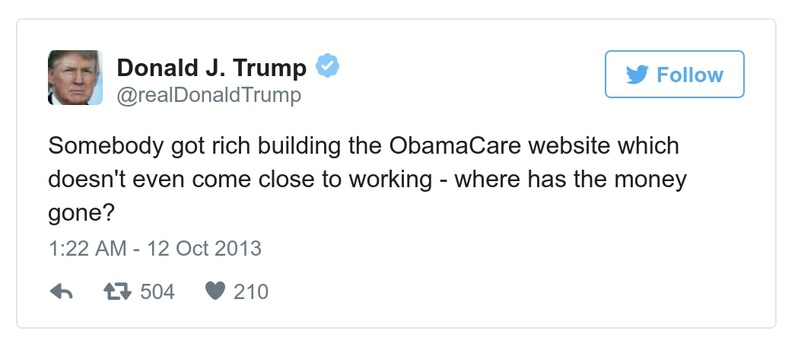 Donald J. Trump
@realDonaldTrump
Follow
Somebody got rich building the ObamaCare website which
doesn't even come close to working - where has the money
gone?
1:22 AM - 12 Oct 2013
504 210